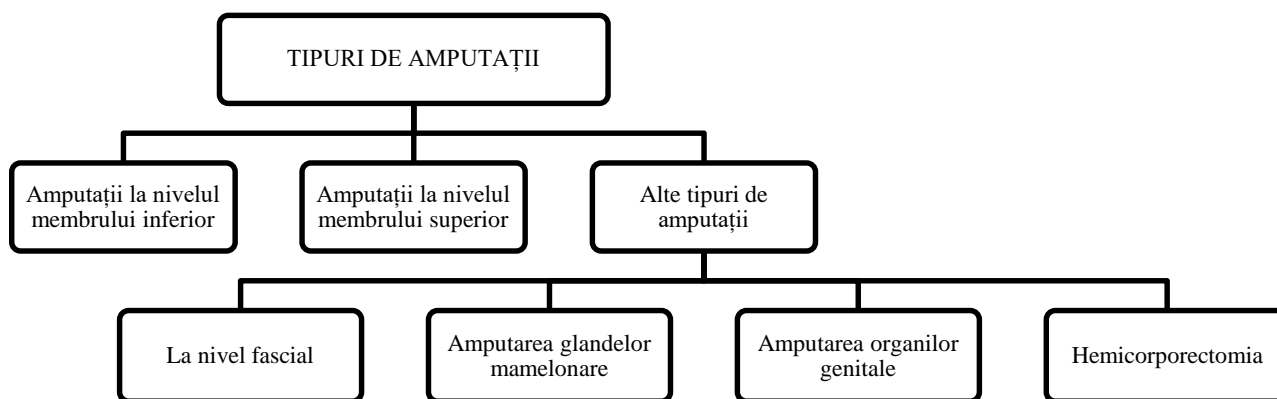 TIPURI DE AMPUTAȚII
Amputații la nivelul
membrului inferior
Amputații la nivelul
membrului superior
Alte tipuri de
amputații
La nivel fascial
Amputarea glandelor
mamelonare
Amputarea organilor
genitale
Hemicorporectomia